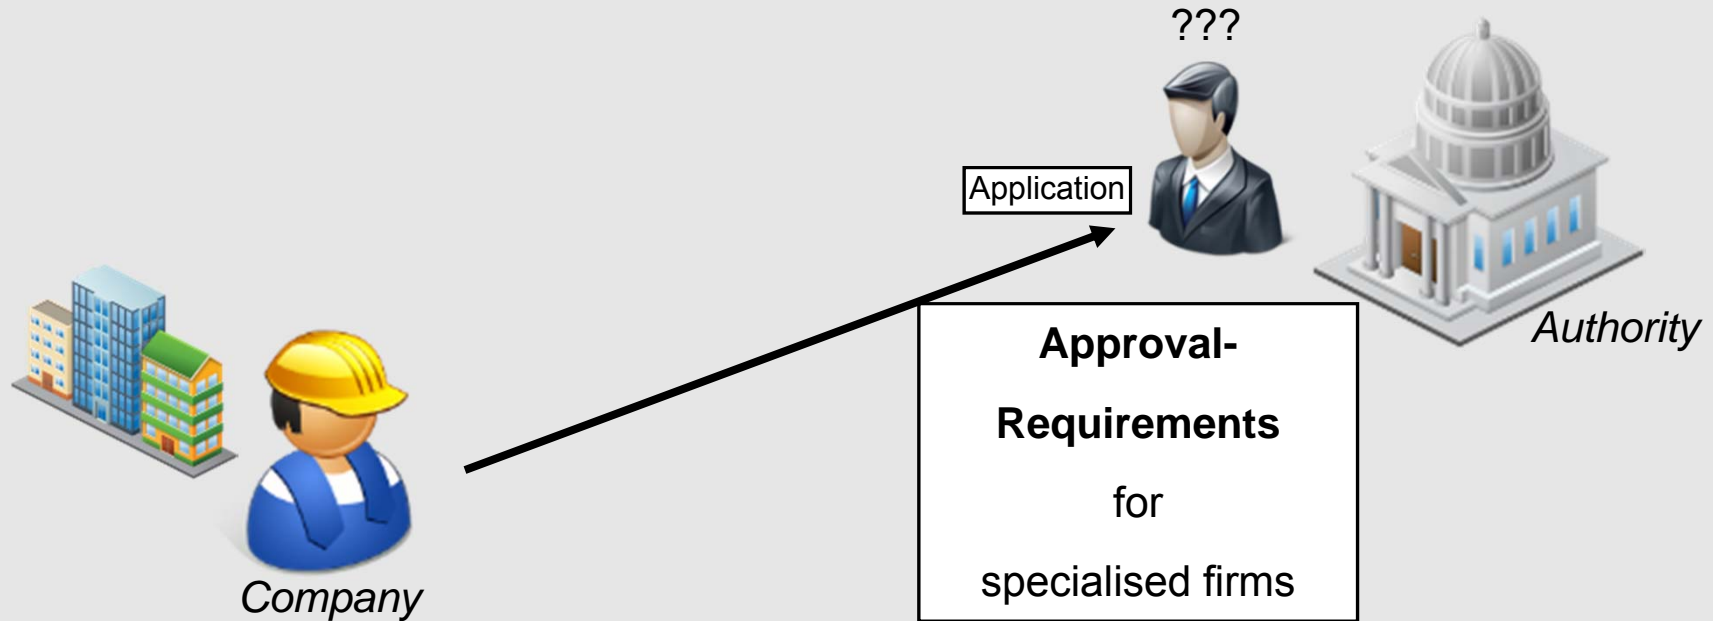 ???
Application
Authority
Approval-
Requirements
for
specialised firms
Company